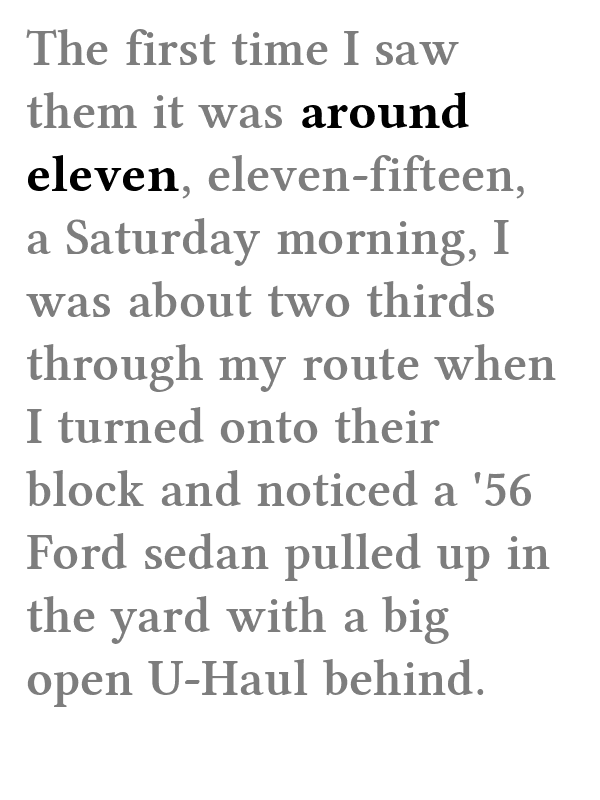 The first time I saw
them it was around
eleven, eleven-fifteen,
a Saturday morning, I
was about two thirds
through my route when
I turned onto their
block and noticed a '56
Ford sedan pulled up in
the yard with a big
open U-Haul behind.